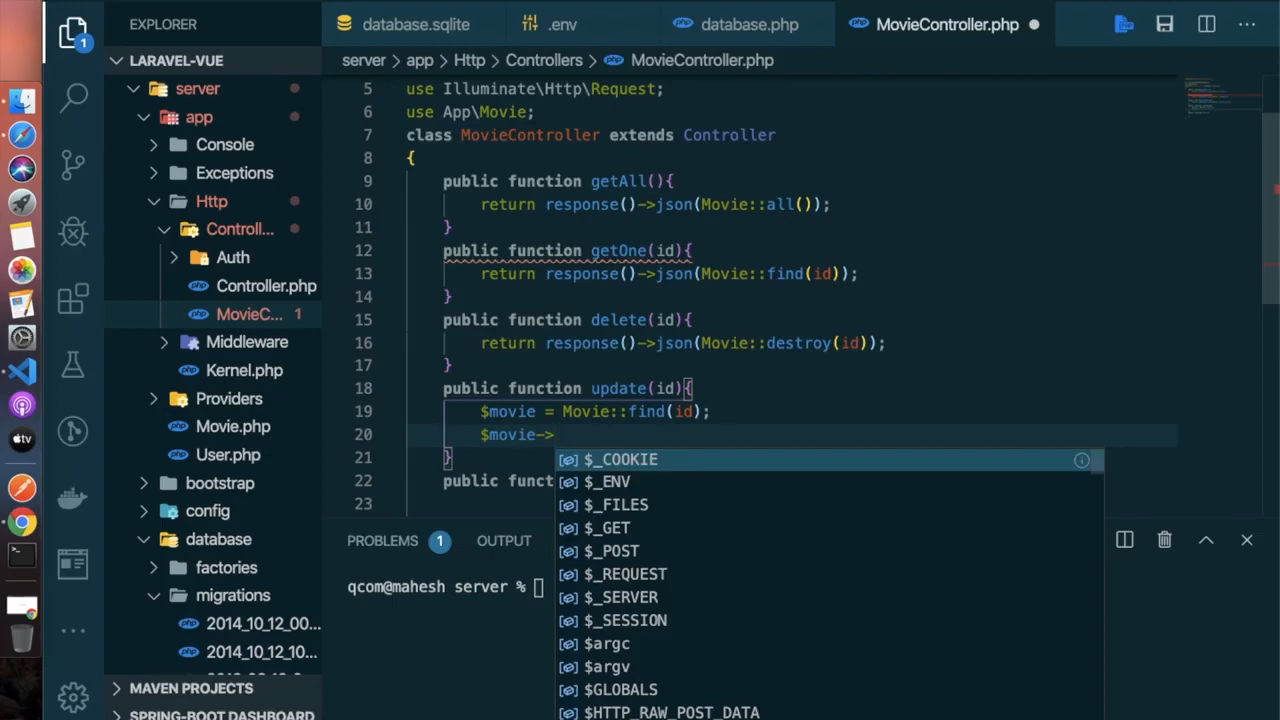 EXPLORER
database.sqlite
.env
database.php
MovieController.php
LARAVEL-VUE
server > app > Http > Controllers > MovieController.php
1
server
app
Console
Exceptions
Http
Controll...
Auth
Controller.php
MovieC... 1
Middleware
Kernel.php
Providers
Movie.php
User.php
bootstrap
config
database
factories
migrations
2014_10_12_00...
2014_10_12_10...
MAVEN PROJECTS
SPRING-BOOT DASHBOARD
tv
5 use Illuminate\Http\Request;
6 use App\Movie;
7 class MovieController extends Controller
8 {
9 public function getAll(){
10 return response()->json(Movie::all());
11 }
12 public function getOne(id){
13 return response()->json(Movie::find(id));
14 }
15 public function delete(id){
16 return response()->json(Movie::destroy(id));
17 }
18 public function update(id){
19 $movie = Movie::find(id);
20 $movie->
21 }
22 public funct
23
$_COOKIE
$_ENV
$_FILES
$_GET
$_POST
$_REQUEST
$_SERVER
$_SESSION
$argc
$argv
$GLOBALS
$HTTP_RAW_POST_DATA
PROBLEMS 1 OUTPUT
qcom@mahesh server %